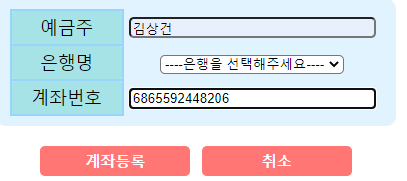 예금주 김상건
은행명 ----은행을 선택해주세요----
계좌번호 6865592448206
계좌등록 취소